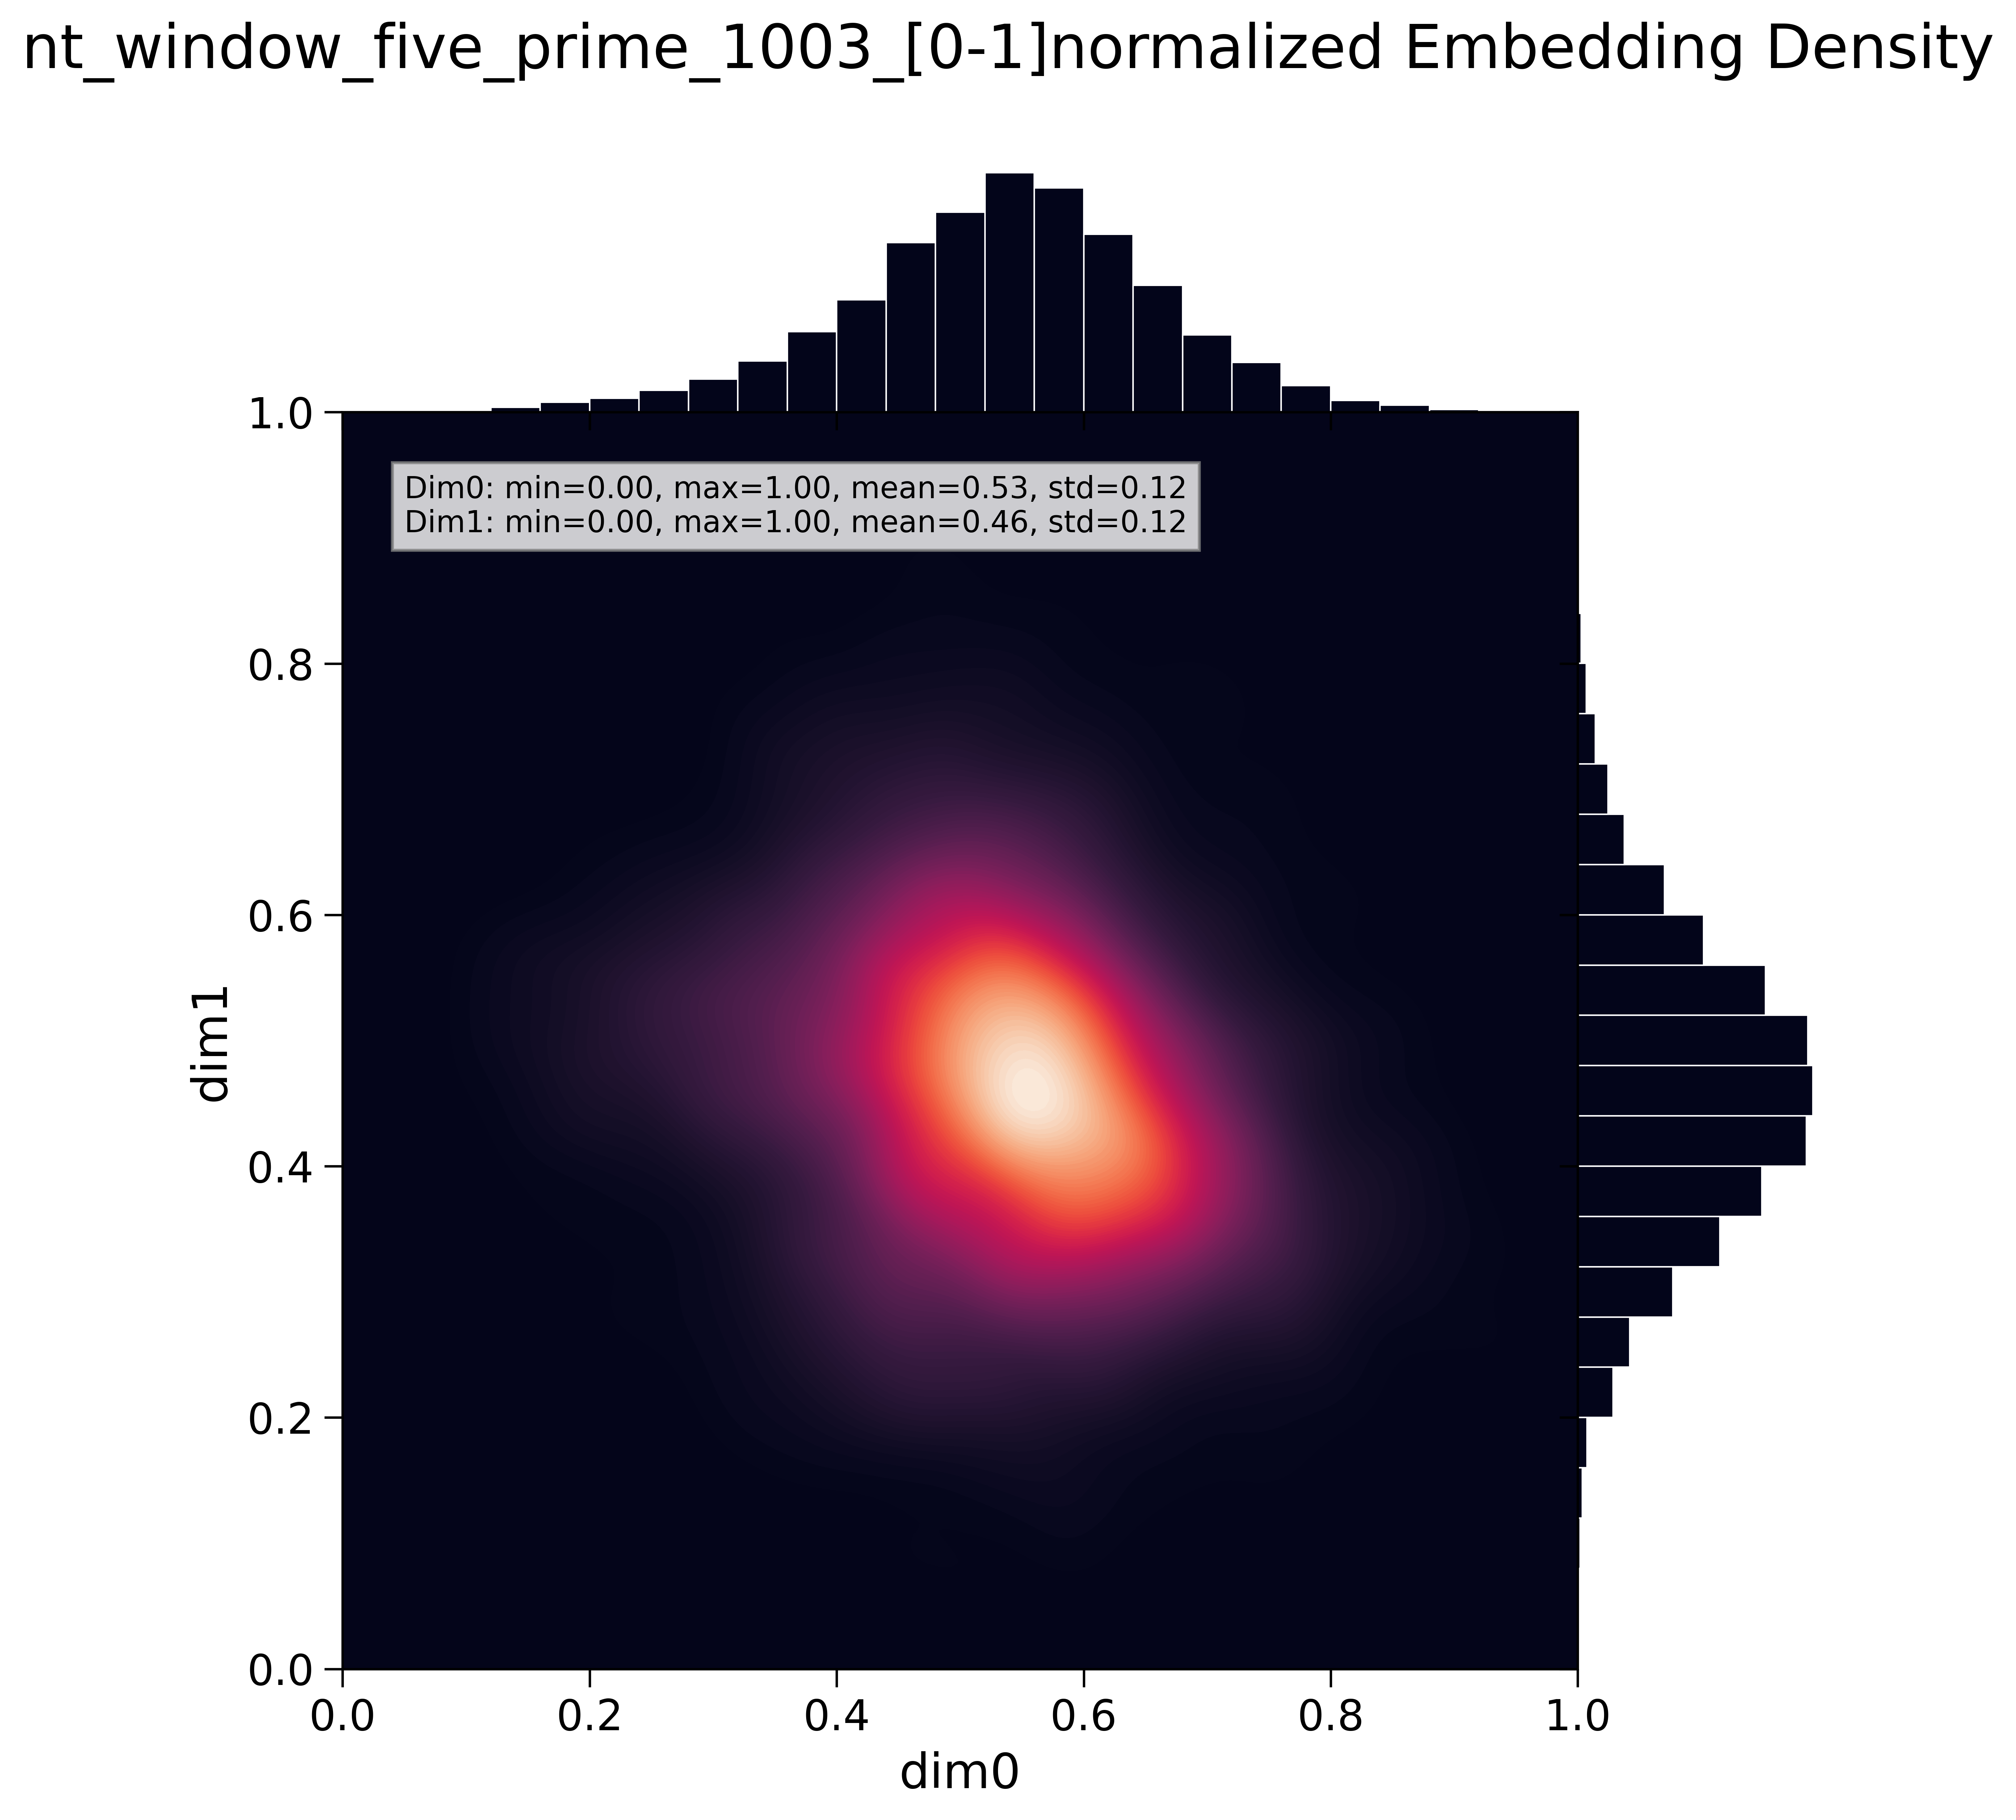 nt_window_five_prime_1003_[0-1]normalized Embedding Density
1.0
Dim0: min=0.00, max=1.00, mean=0.53, std=0.12
Dim1: min=0.00, max=1.00, mean=0.46, std=0.12
0.8
0.6
dim1
0.4
0.2
0.0
0.0 0.2 0.4 0.6 0.8 1.0
dim0